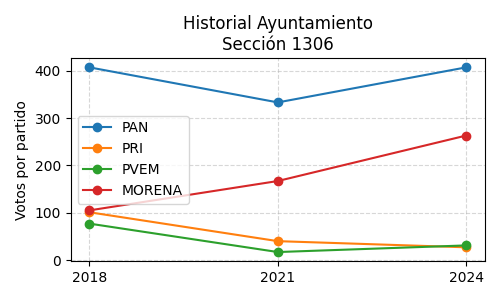 Historial Ayuntamiento
Sección 1306
Votos por partido
400
300
200
100
0
PAN
PRI
PVEM
MORENA
2018
2021
2024